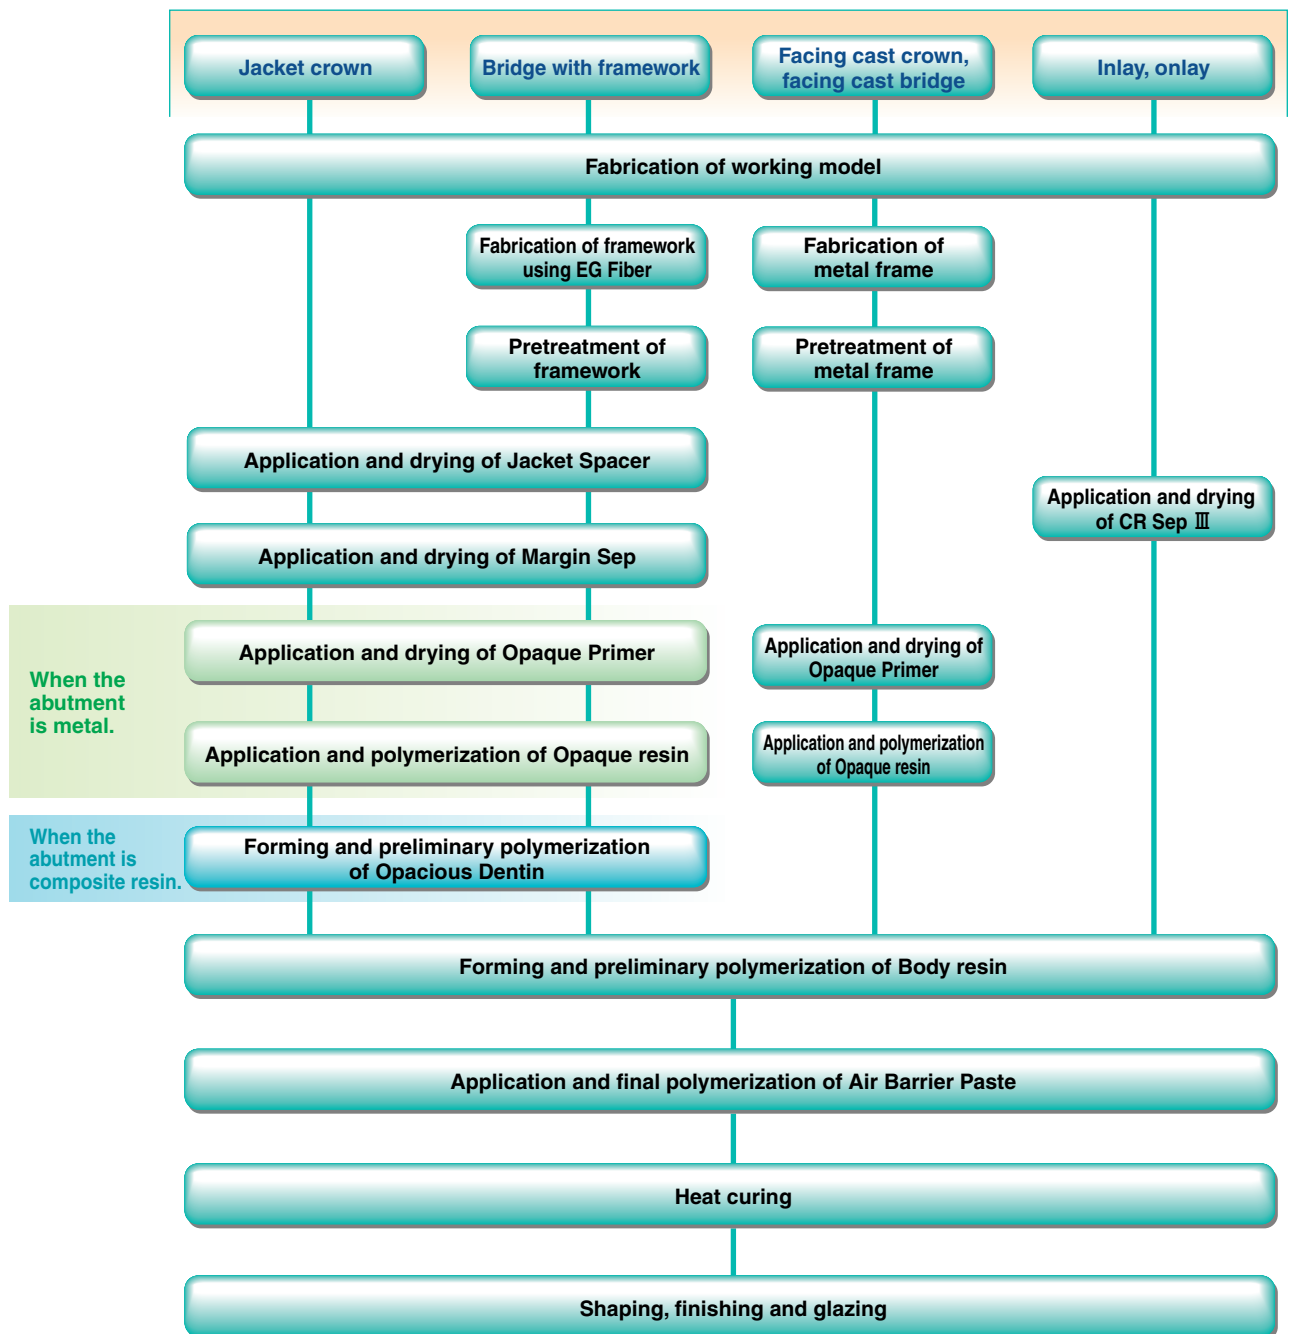 Jacket crown
Bridge with framework
Facing cast crown,
facing cast bridge
Inlay, onlay
Fabrication of working model
Fabrication of framework
using EG Fiber
Fabrication of
metal frame
Pretreatment of
framework
Pretreatment of
metal frame
Application and drying of Jacket Spacer
Application and drying
of CR Sep Ⅲ
Application and drying of Margin Sep
When the
abutment
is metal.
Application and drying of Opaque Primer
Application and drying of
Opaque Primer
Application and polymerization of Opaque resin
Application and polymerization
of Opaque resin
When the
abutment is
composite resin.
Forming and preliminary polymerization
of Opacious Dentin
Forming and preliminary polymerization of Body resin
Application and final polymerization of Air Barrier Paste
Heat curing
Shaping, finishing and glazing